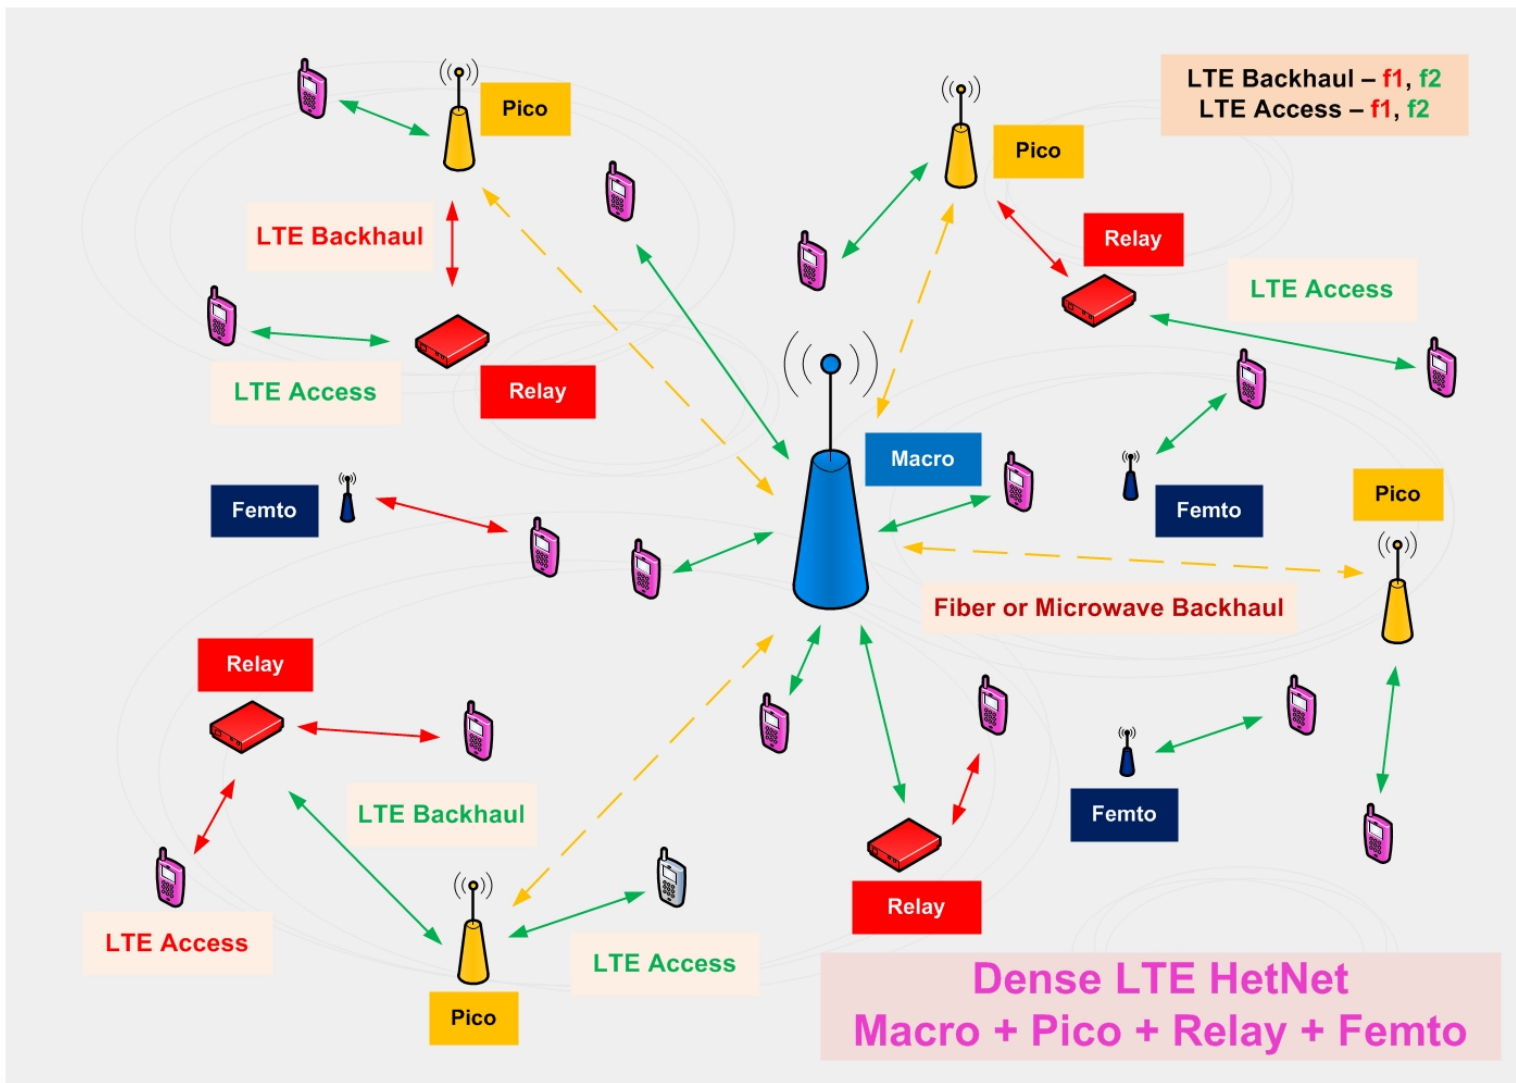 Pico
LTE Backhaul – f1, f2
LTE Access – f1, f2
Pico
LTE Backhaul
Relay
LTE Access
LTE Access
Relay
Macro
Femto
Femto
Pico
Fiber or Microwave Backhaul
Relay
LTE Backhaul
Femto
Relay
LTE Access
LTE Access
Pico
Dense LTE HetNet
Macro + Pico + Relay + Femto